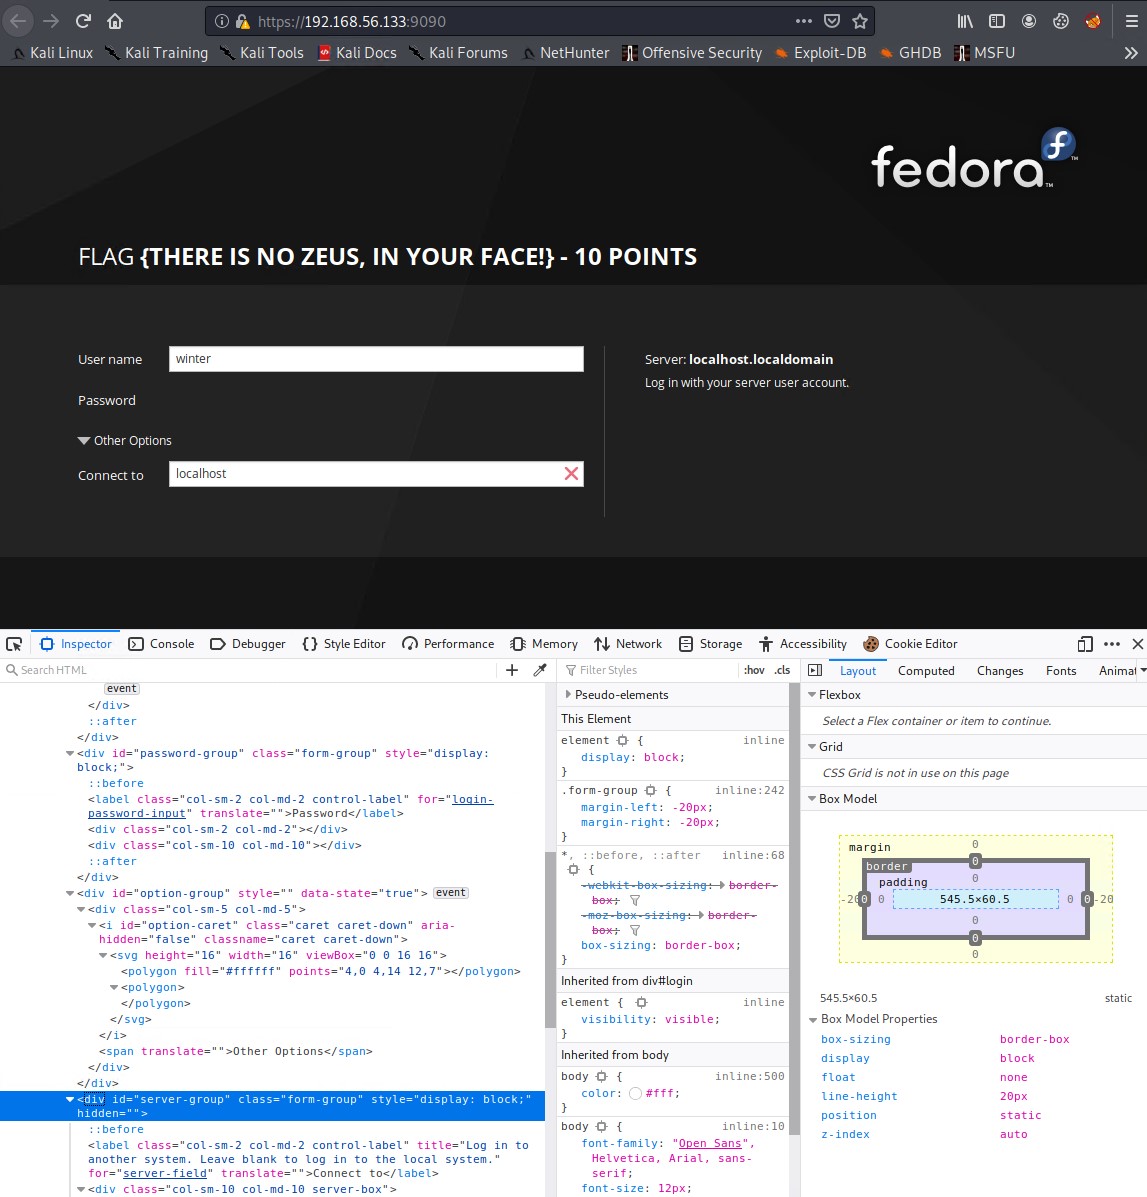 https://192.168.56.133:9090
Kali Linux Kali Training Kali Tools Kali Docs Kali Forums NetHunter Offensive Security Exploit-DB GHDB MSFU
fedora
FLAG {THERE IS NO ZEUS, IN YOUR FACE!} - 10 POINTS
User name winter
Server: localhost.localdomain
Log in with your server user account.
Password
Other Options
Connect to localhost
Inspector Console Debugger Style Editor Performance Memory Network Storage Accessibility Cookie Editor
Search HTML
event
</div>
::after
</div>
<div id="password-group" class="form-group" style="display:
block;">
::before
<label class="col-sm-2 col-md-2 control-label" for="login-
password-input" translate="">Password</label>
<div class="col-sm-2 col-md-2"></div>
<div class="col-sm-10 col-md-10"></div>
::after
</div>
<div id="option-group" style="" data-state="true"> event
<div class="col-sm-5 col-md-5">
<i id="option-caret" class="caret caret-down" aria-
hidden="false" classname="caret caret-down">
<svg height="16" width="16" viewBox="0 0 16 16">
<polygon fill="#ffffff" points="4,0 4,14 12,7"></polygon>
<polygon>
</polygon>
</svg>
</i>
<span translate="">Other Options</span>
</div>
</div>
<div id="server-group" class="form-group" style="display: block;"
hidden="">
::before
<label class="col-sm-2 col-md-2 control-label" title="Log in to
another system. Leave blank to log in to the local system."
for="server-field" translate="">Connect to</label>
<div class="col-sm-10 col-md-10 server-box">
Filter Styles :hov .cls
Pseudo-elements
This Element
element { inline
display: block;
}
.form-group { inline:242
margin-left: -20px;
margin-right: -20px;
}
*, ::before, ::after inline:68
{
-webkit-box-sizing: border-
box;
-moz-box-sizing: border-
box;
box-sizing: border-box;
}
Inherited from div#login
element { inline
visibility: visible;
}
Inherited from body
body { inline:500
color: #fff;
}
body { inline:10
font-family: "Open Sans",
Helvetica, Arial, sans-
serif;
font-size: 12px;
Layout Computed Changes Fonts Animat
Flexbox
Select a Flex container or item to continue.
Grid
CSS Grid is not in use on this page
Box Model
margin 0
border 0
padding 0
-20 0 0 545.5×60.5 0 0 -20
0
0
0
545.5×60.5 static
Box Model Properties
box-sizing border-box
display block
float none
line-height 20px
position static
z-index auto